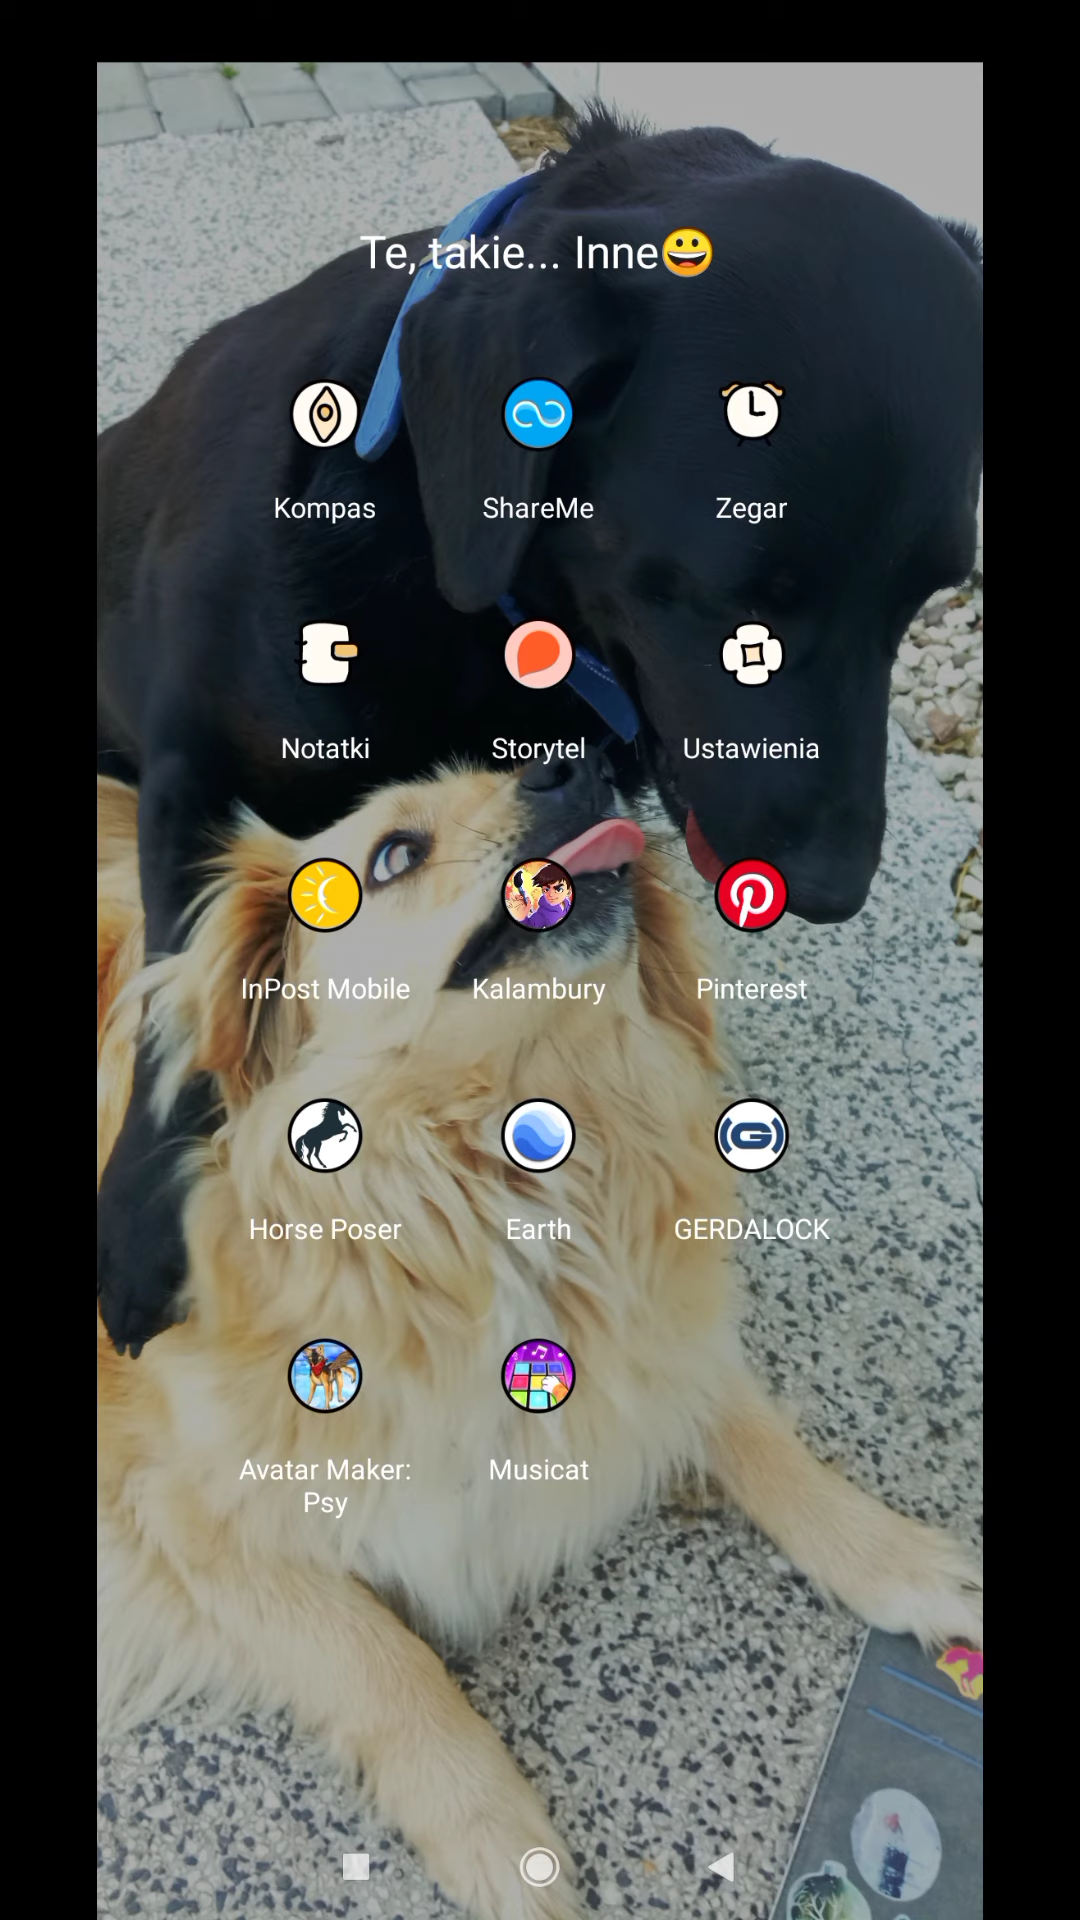 Te, takie... Inne😀
Kompas
ShareMe
Zegar
Notatki
Storytel
Ustawienia
InPost Mobile
Kalambury
Pinterest
Horse Poser
Earth
GERDALOCK
Avatar Maker:
Psy
Musicat